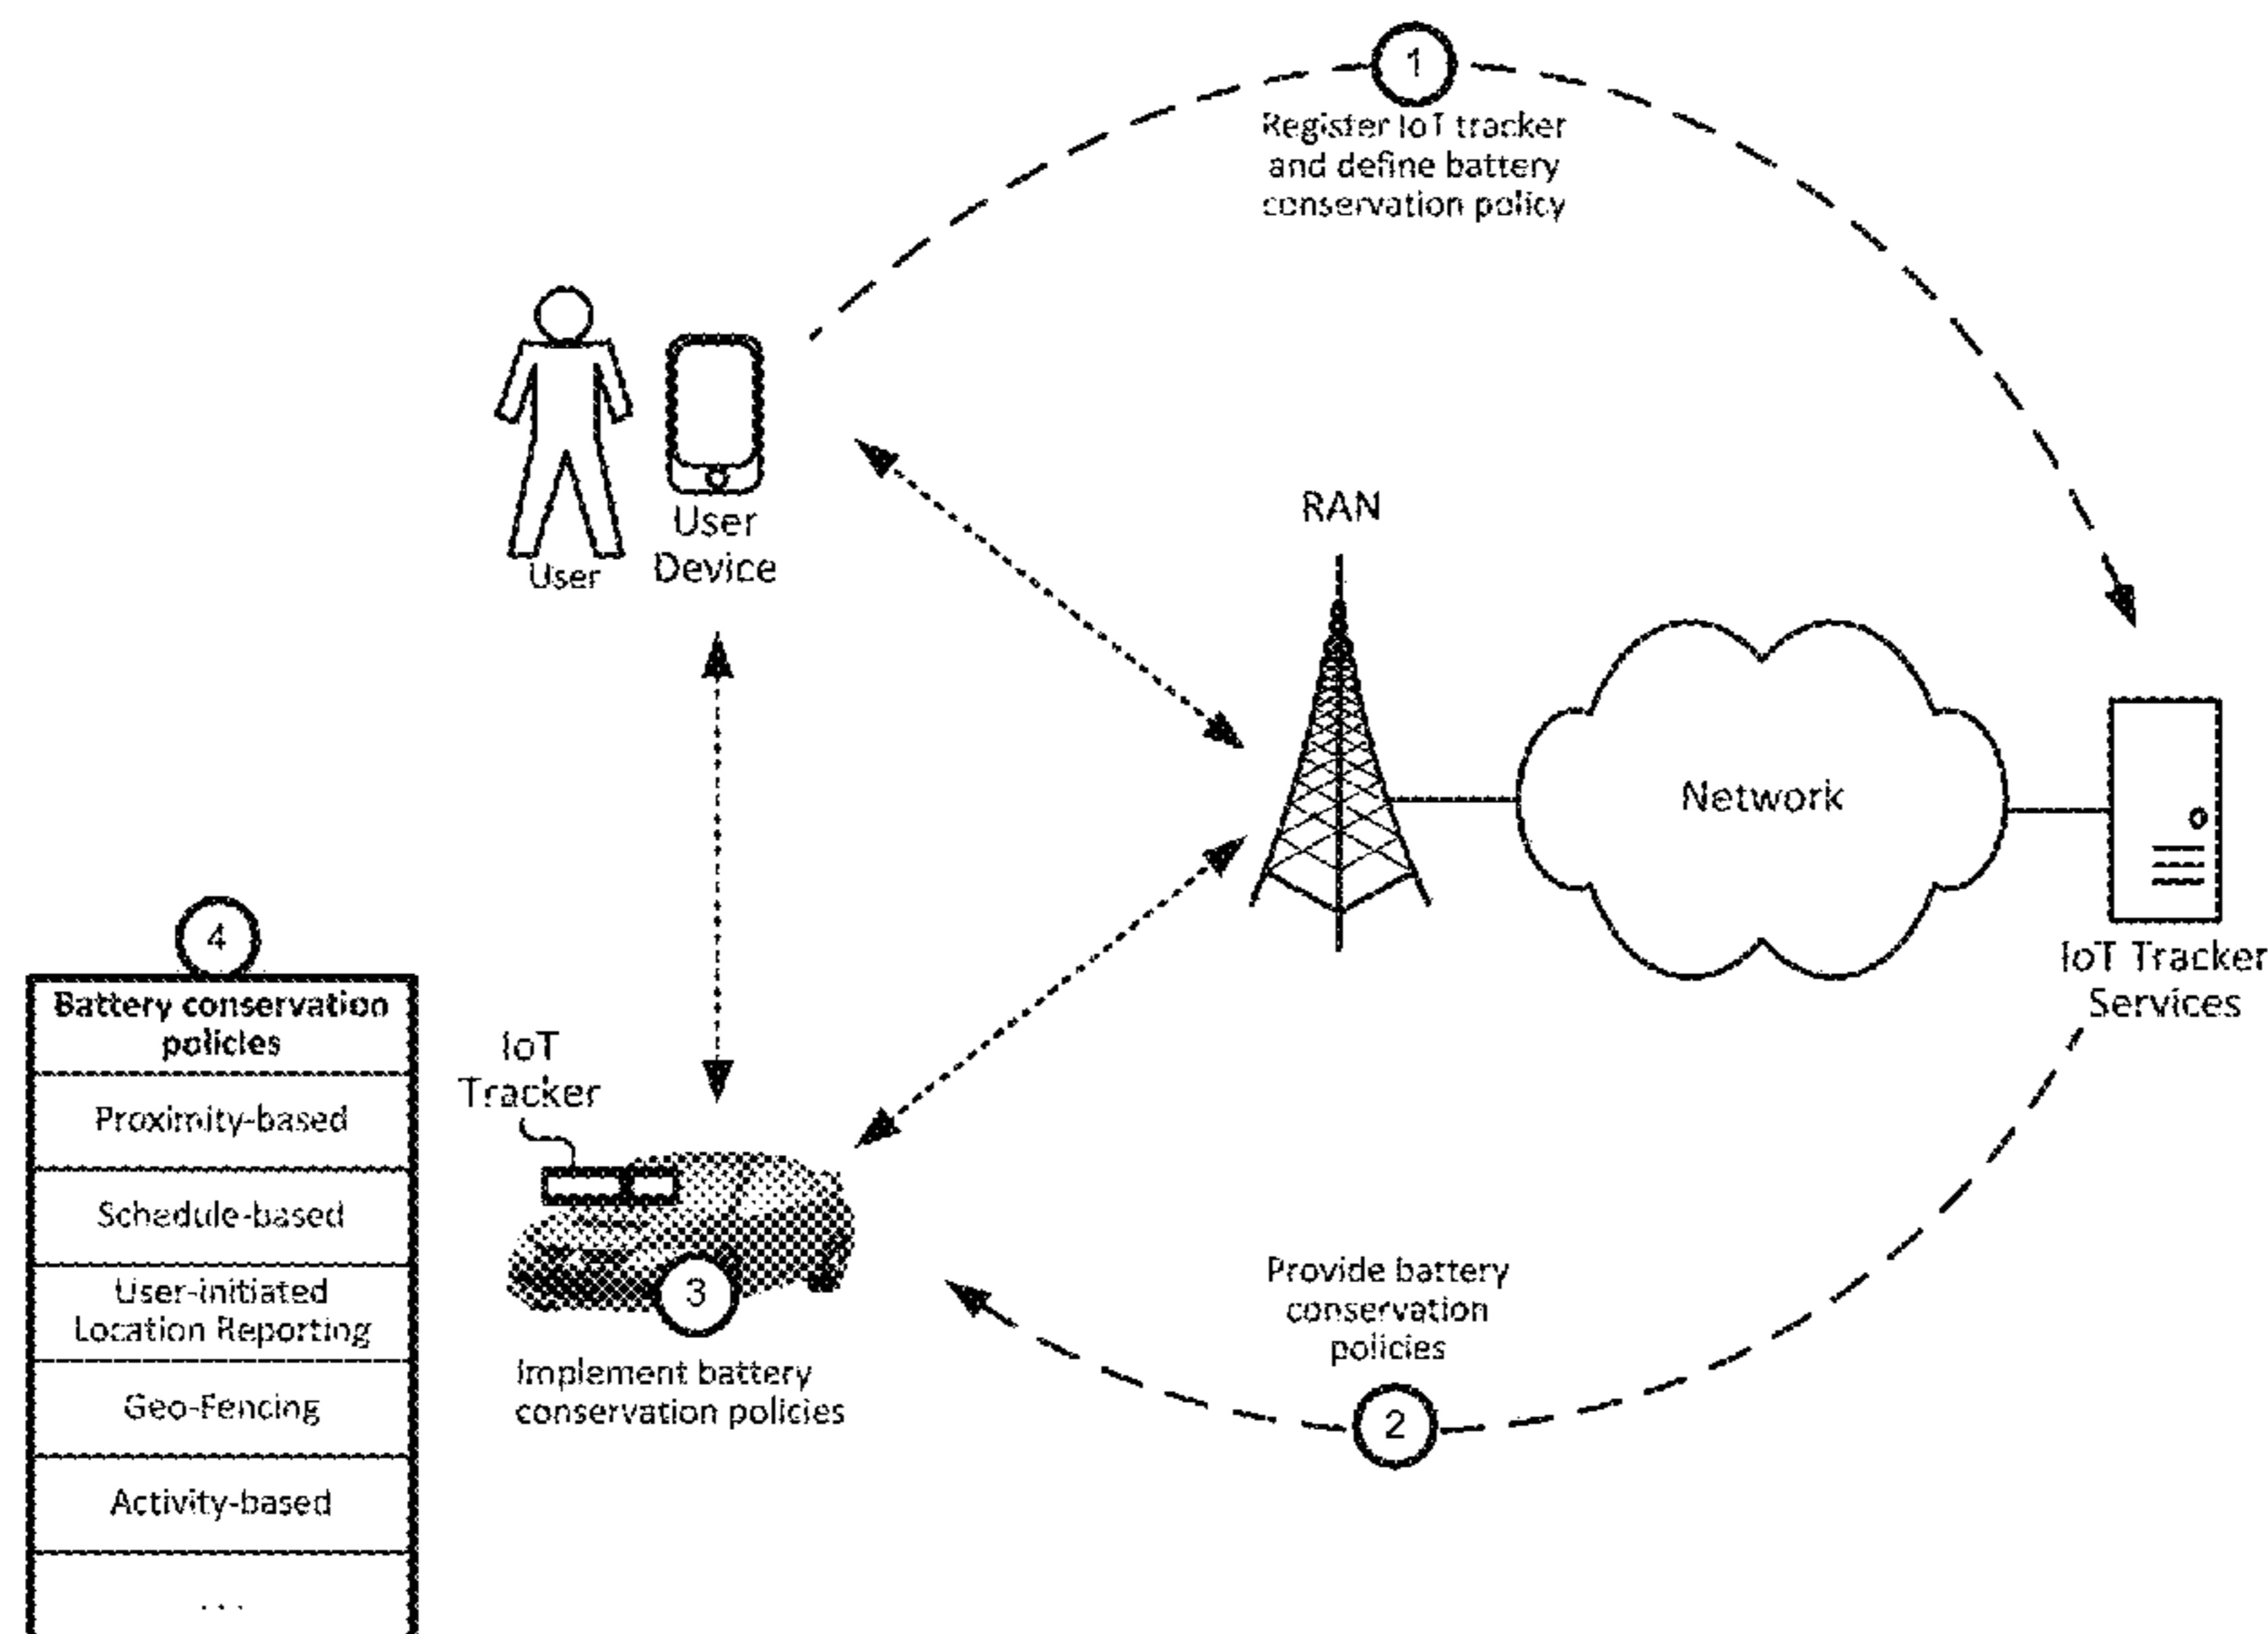 1
Register IoT tracker
and define battery
conservation policy
User
Device
User
RAN
Network
IoT Tracker
Services
4
Battery conservation
policies
Proximity-based
Schedule-based
User-initiated
Location Reporting
Geo-Fencing
Activity-based
. . .
IoT
Tracker
3
Implement battery
conservation policies
Provide battery
conservation
policies
2